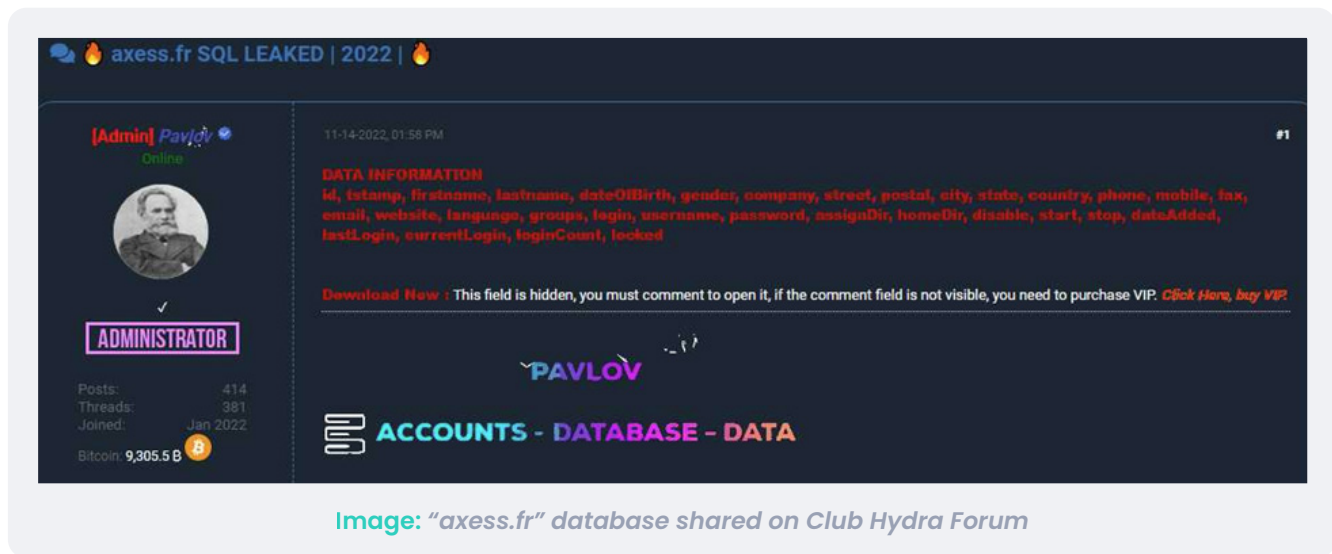 axess.fr SQL LEAKED | 2022 |
[Admin] Pavlov
Online
ADMINISTRATOR
Posts: 414
Threads: 381
Joined: Jan 2022
Bitcoin: 9,305.5 ₿
11-14-2022, 01:58 PM #1
DATA INFORMATION
id, tstamp, firstname, lastname, dateOfBirth, gender, company, street, postal, city, state, country, phone, mobile, fax,
email, website, language, groups, login, username, password, assignDir, homeDir, disable, start, stop, dateAdded,
lastLogin, currentLogin, loginCount, locked
Download Now : This field is hidden, you must comment to open it, if the comment field is not visible, you need to purchase VIP. Click Here, buy VIP.
PAVLOV
ACCOUNTS - DATABASE - DATA
Image: “axess.fr” database shared on Club Hydra Forum